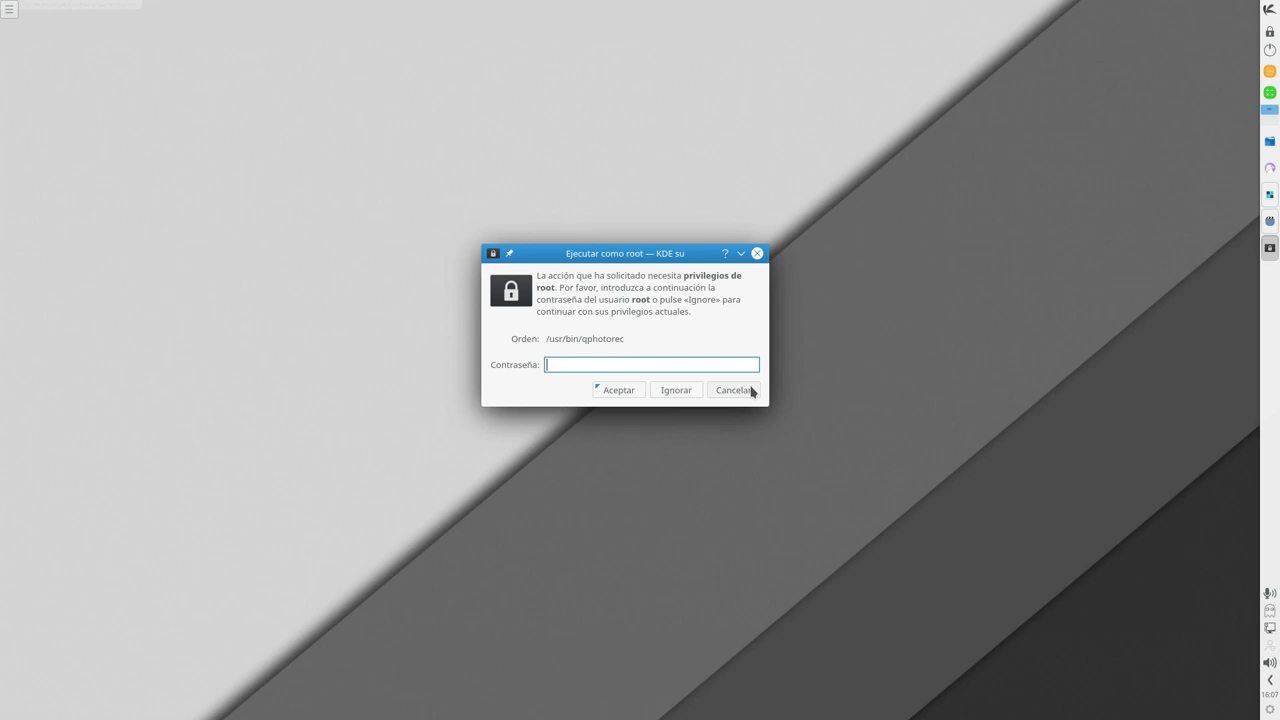 Ejecutar como root — KDE su
?
La acción que ha solicitado necesita privilegios de
root. Por favor, introduzca a continuación la
contraseña del usuario root o pulse «Ignore» para
continuar con sus privilegios actuales.
Orden: /usr/bin/qphotorec
Contraseña:
Aceptar Ignorar Cancelar
16:07